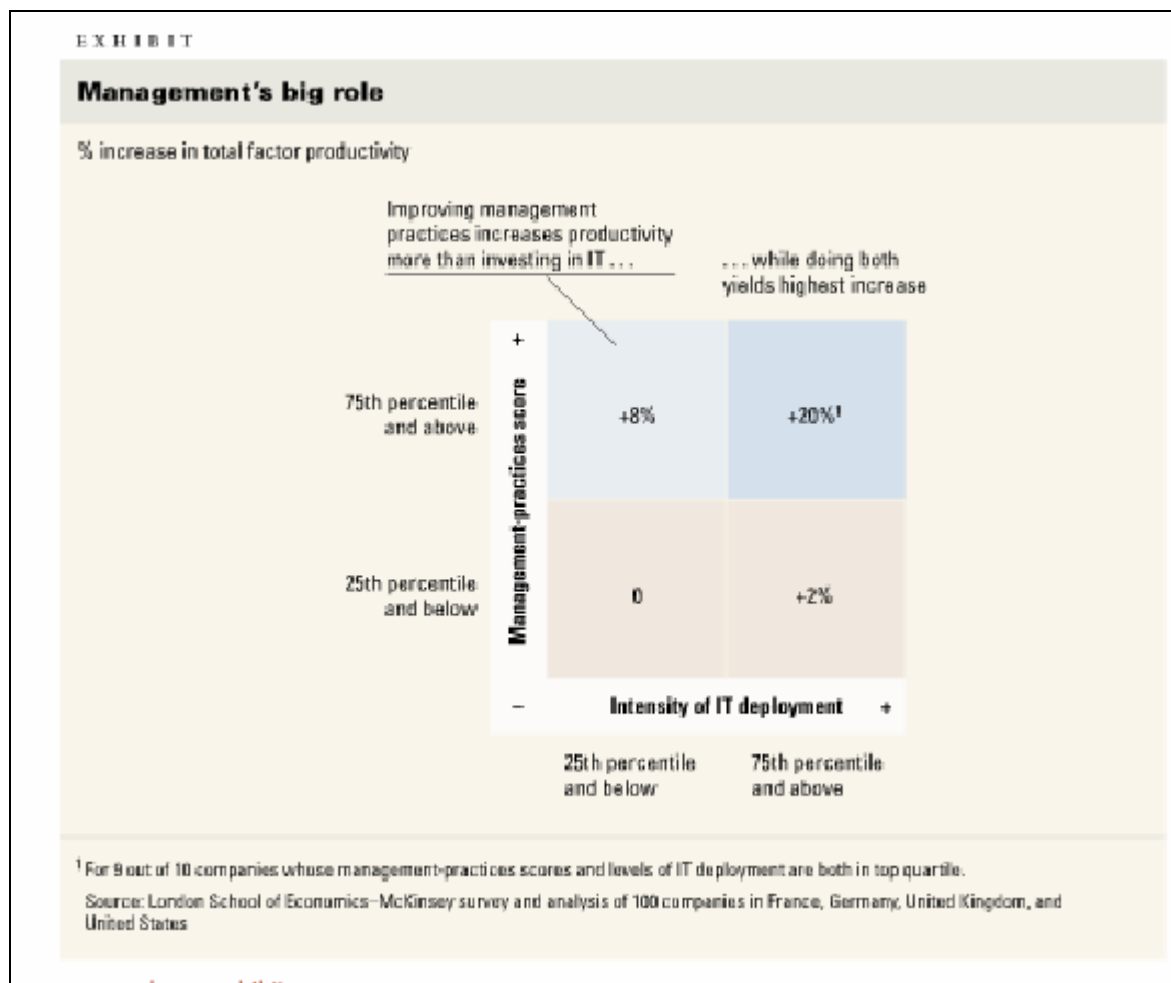 EXHIBIT
Management's big role
% increase in total factor productivity
Improving management
practices increases productivity
more than investing in IT ...
... while doing both
yields highest increase
+
75th percentile
and above
+8%
+20%¹
Management-practices score
25th percentile
and below
0
+2%
–
Intensity of IT deployment +
25th percentile
and below
75th percentile
and above
¹ For 9 out of 10 companies whose management-practices scores and levels of IT deployment are both in top quartile.
Source: London School of Economics–McKinsey survey and analysis of 100 companies in France, Germany, United Kingdom, and
United States